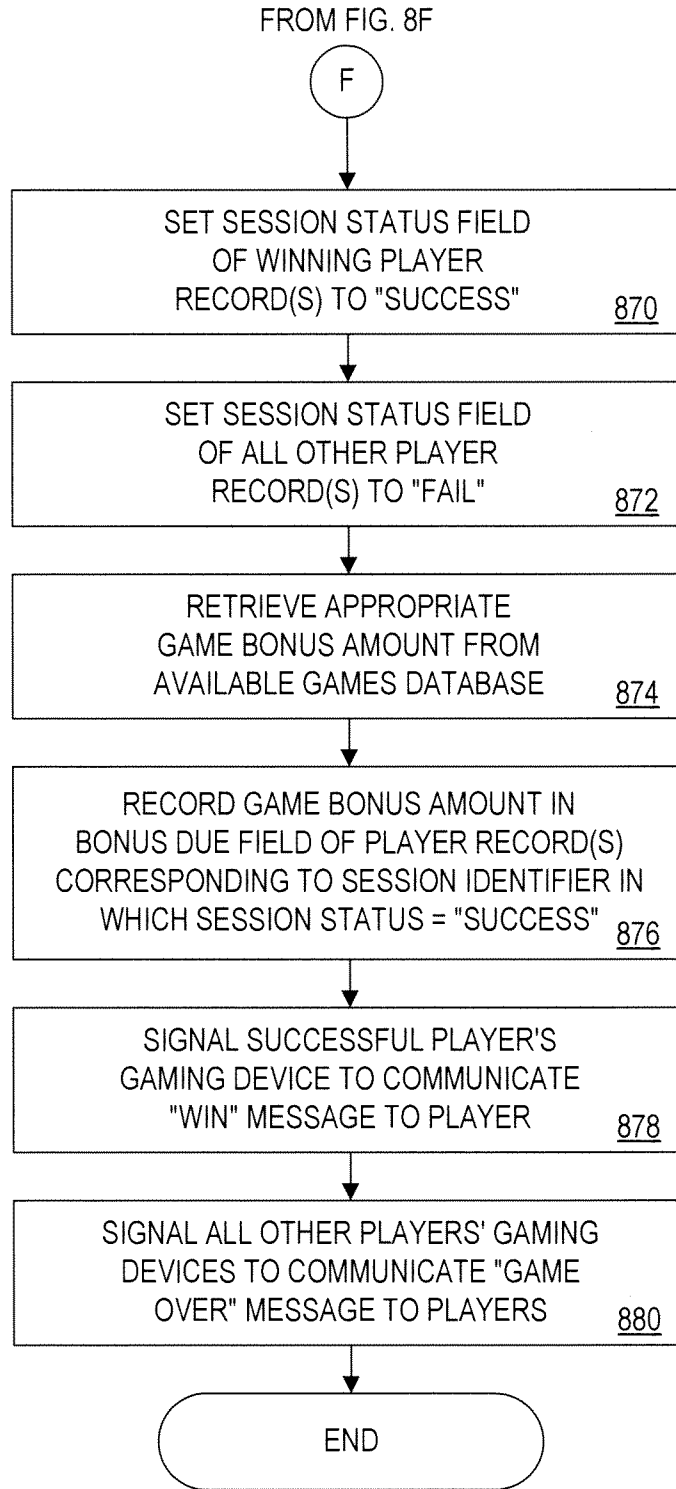 FROM FIG. 8F
F
SET SESSION STATUS FIELD
OF WINNING PLAYER
RECORD(S) TO "SUCCESS"
870
SET SESSION STATUS FIELD
OF ALL OTHER PLAYER
RECORD(S) TO "FAIL"
872
RETRIEVE APPROPRIATE
GAME BONUS AMOUNT FROM
AVAILABLE GAMES DATABASE
874
RECORD GAME BONUS AMOUNT IN
BONUS DUE FIELD OF PLAYER RECORD(S)
CORRESPONDING TO SESSION IDENTIFIER IN
WHICH SESSION STATUS = "SUCCESS"
876
SIGNAL SUCCESSFUL PLAYER'S
GAMING DEVICE TO COMMUNICATE
"WIN" MESSAGE TO PLAYER
878
SIGNAL ALL OTHER PLAYERS' GAMING
DEVICES TO COMMUNICATE "GAME
OVER" MESSAGE TO PLAYERS
880
END